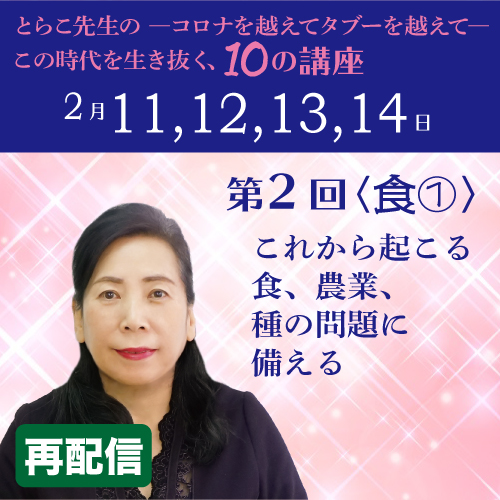 とらこ先生の ―コロナを越えてタブーを越えて―
この時代を生き抜く、10の講座
2月11,12,13,14日
第2回〈食①〉
これから起こる
食、農業、
種の問題に
備える
再配信